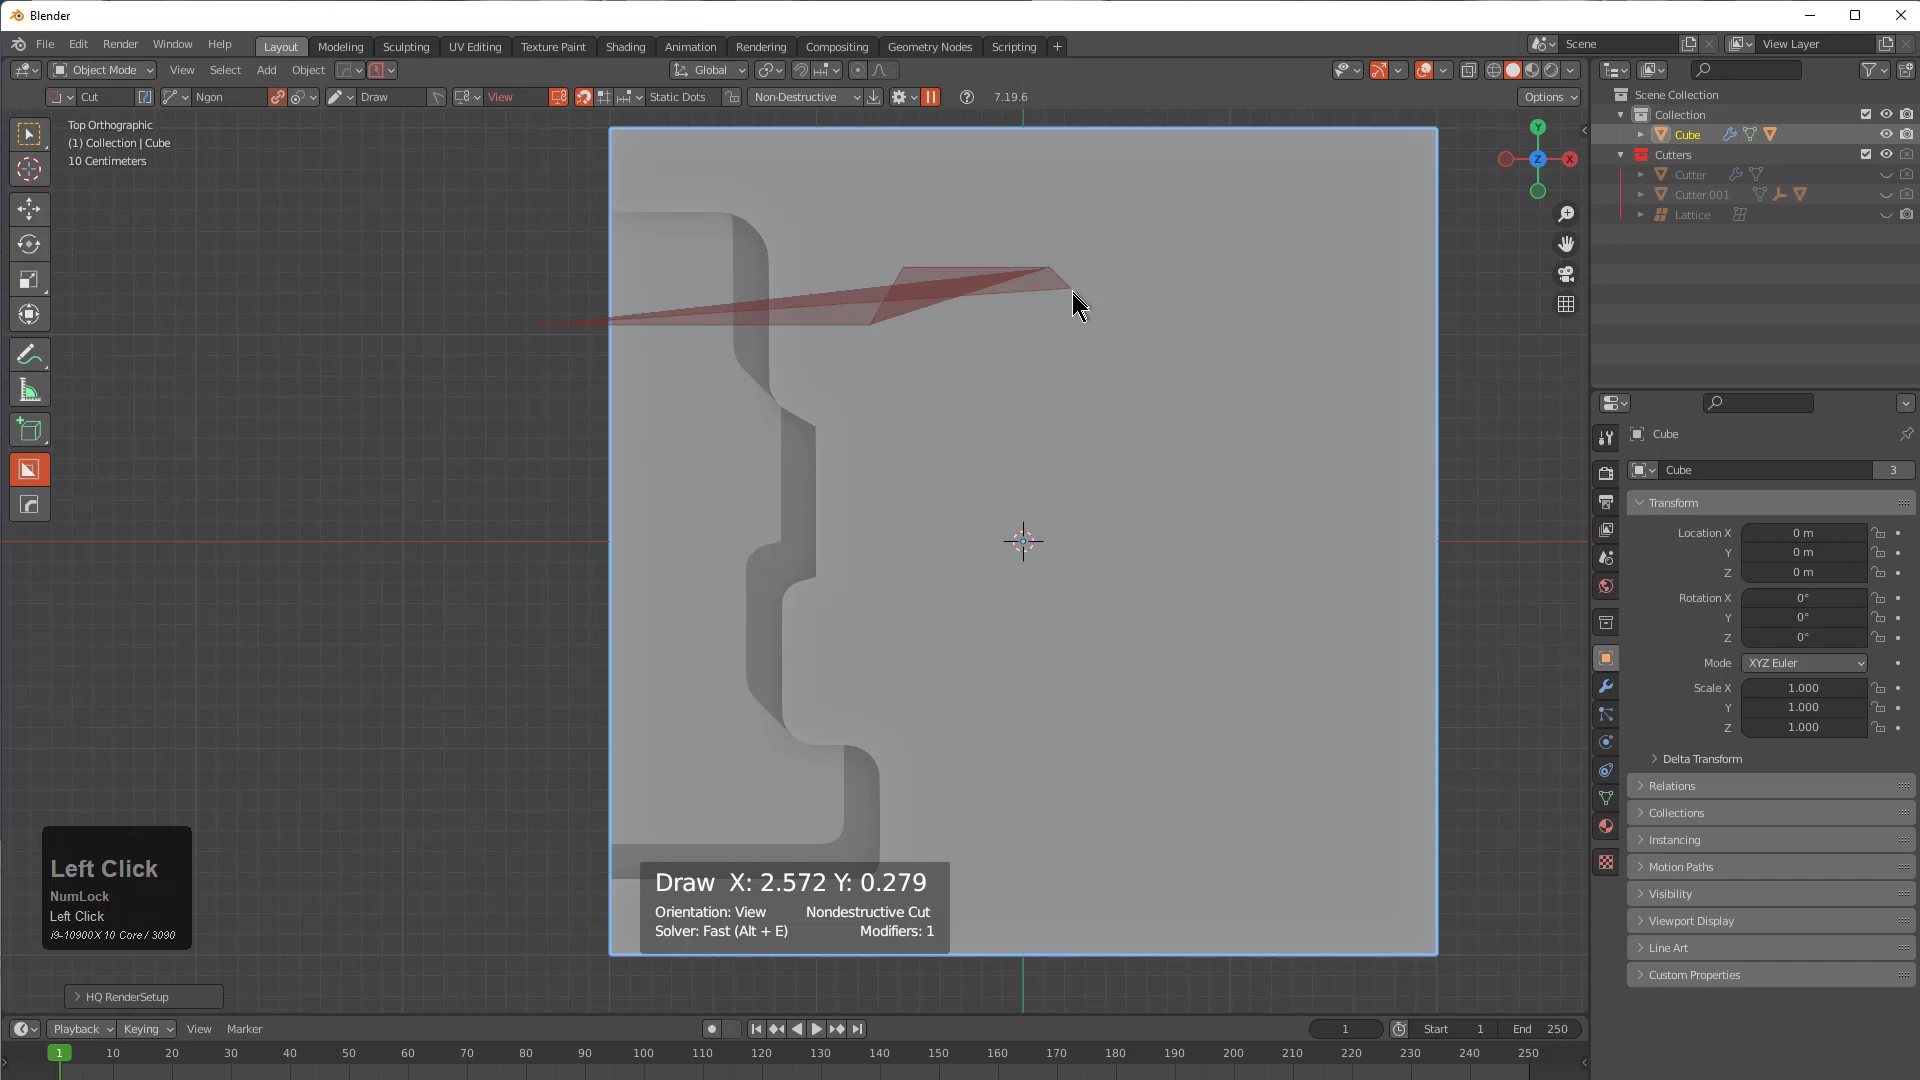 Blender
File Edit Render Window Help Layout Modeling Sculpting UV Editing Texture Paint Shading Animation Rendering Compositing Geometry Nodes Scripting + Scene View Layer
Object Mode View Select Add Object Global
Cut Ngon Draw View Static Dots Non-Destructive 7.19.6 Options
Top Orthographic
(1) Collection | Cube
10 Centimeters
Y
Z
X
Scene Collection
Collection
Cube
Cutters
Cutter
Cutter.001
Lattice
Cube
Cube 3
Transform
Location X 0 m
Y 0 m
Z 0 m
Rotation X 0°
Y 0°
Z 0°
Mode XYZ Euler
Scale X 1.000
Y 1.000
Z 1.000
Delta Transform
Relations
Collections
Instancing
Motion Paths
Visibility
Viewport Display
Line Art
Custom Properties
Left Click
NumLock
Left Click
i9-10900X 10 Core / 3090
Draw X: 2.572 Y: 0.279
Orientation: View Nondestructive Cut
Solver: Fast (Alt + E) Modifiers: 1
HQ RenderSetup
Playback Keying View Marker 1 Start 1 End 250
1 10 20 30 40 50 60 70 80 90 100 110 120 130 140 150 160 170 180 190 200 210 220 230 240 250